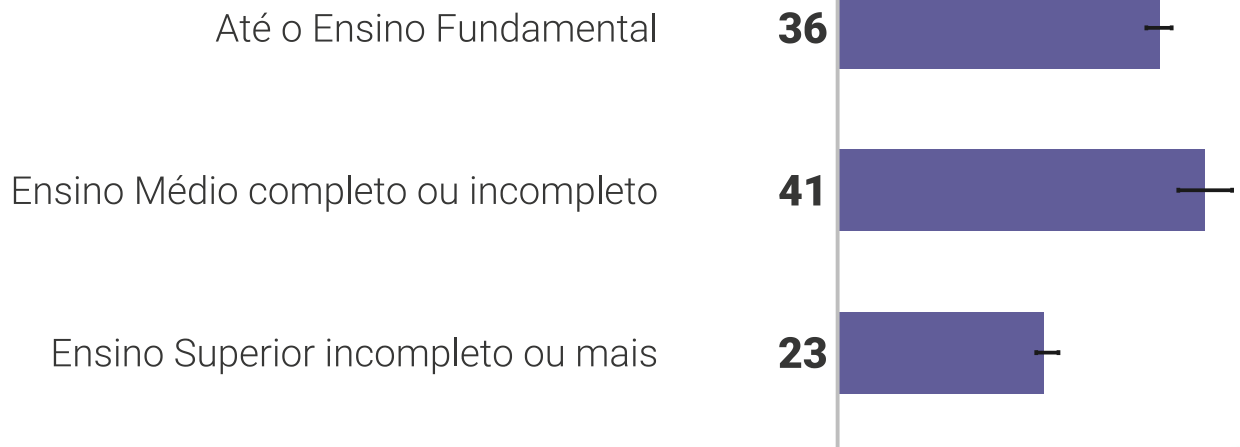 Até o Ensino Fundamental 36
Ensino Médio completo ou incompleto 41
Ensino Superior incompleto ou mais 23